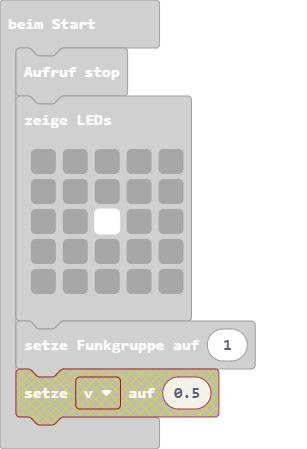 beim Start
Aufruf stop
zeige LEDs
setze Funkgruppe auf 1
setze v auf 0.5